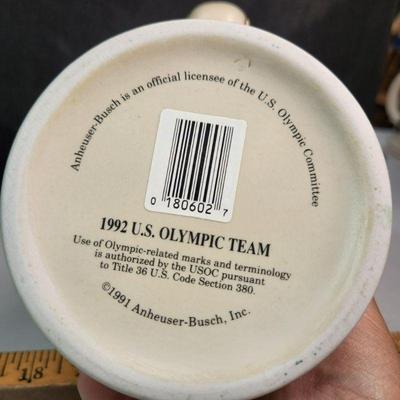 Anheuser-Busch is an official licensee of the U.S. Olympic Committee
0 180602 7
1992 U.S. OLYMPIC TEAM
Use of Olympic-related marks and terminology
is authorized by the USOC pursuant
to Title 36 U.S. Code Section 380.
©1991 Anheuser-Busch, Inc.
18